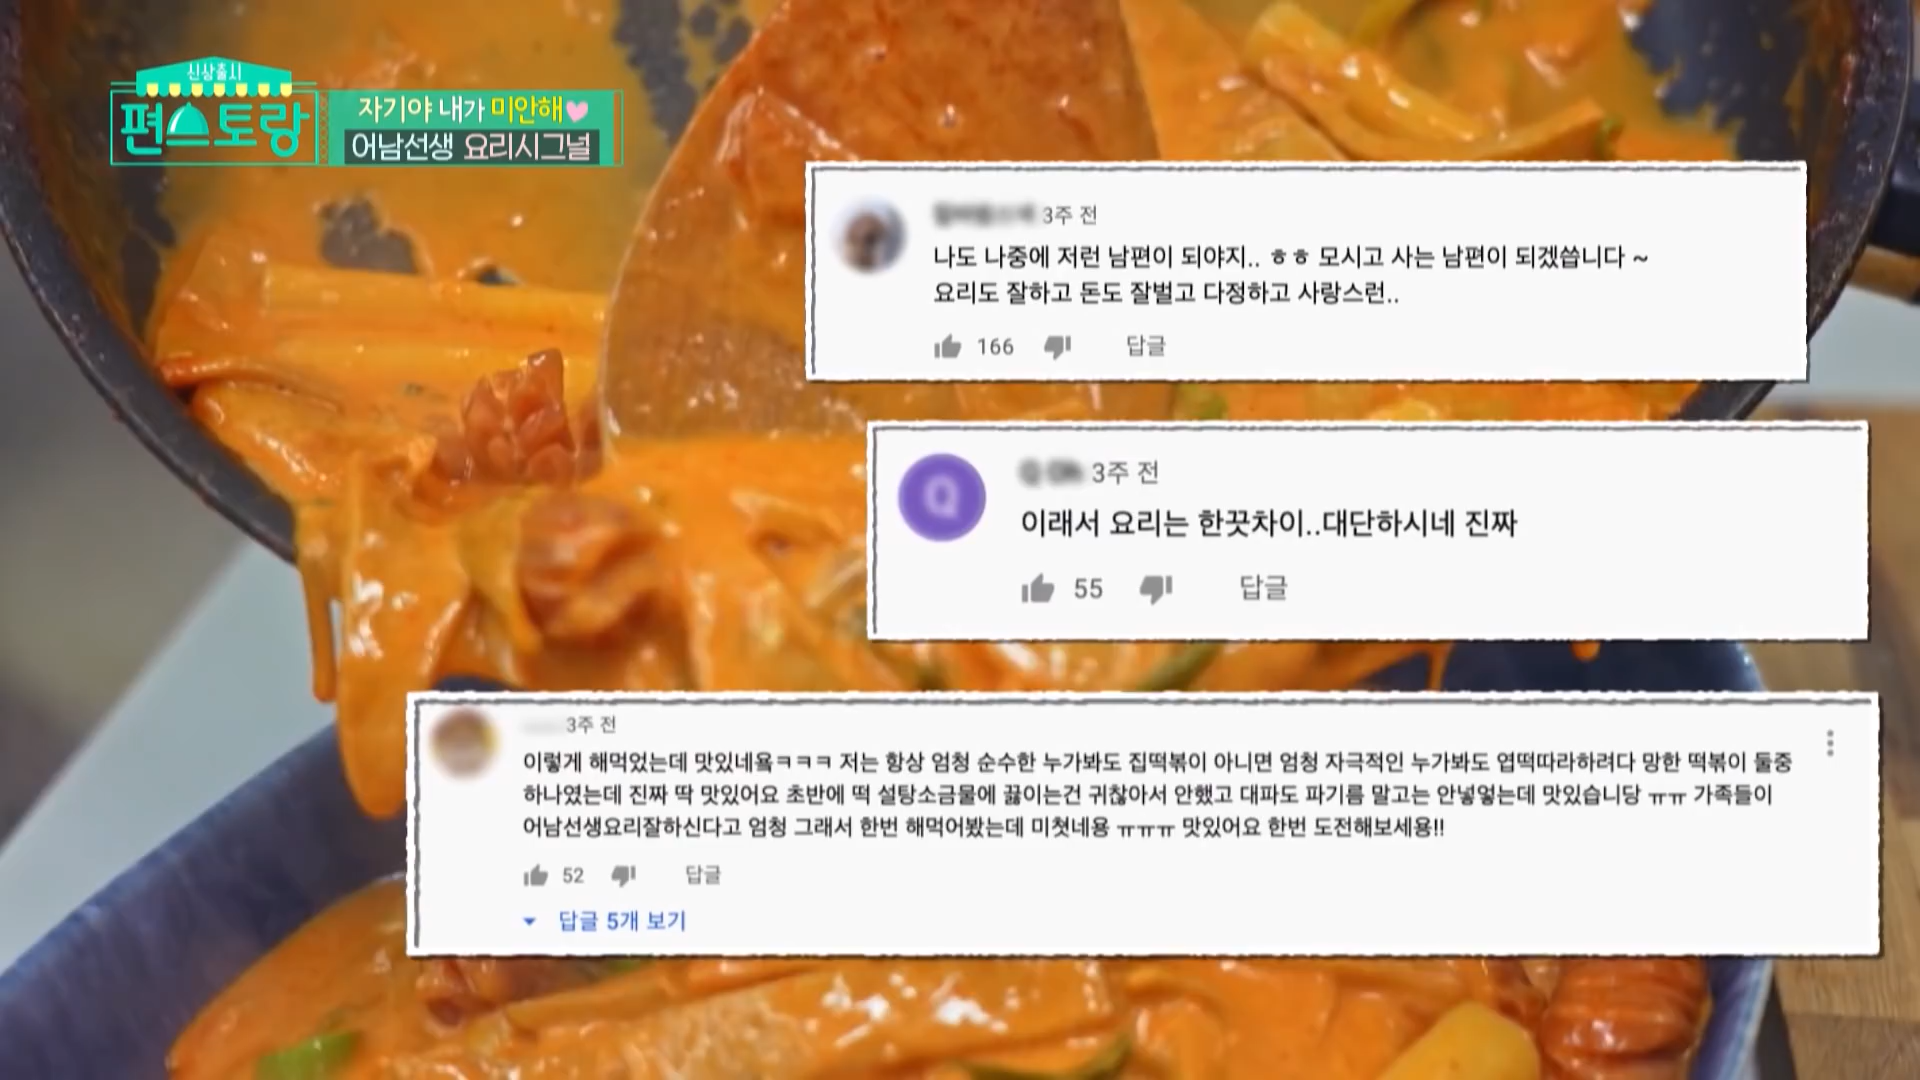 신상출시
편스토랑
자기야 내가 미안해
어남선생 요리시그널
3주 전
나도 나중에 저런 남편이 되야지.. ㅎㅎ 모시고 사는 남편이 되겠씁니다 ~
요리도 잘하고 돈도 잘벌고 다정하고 사랑스런..
166 답글
Q
3주 전
이래서 요리는 한끗차이..대단하시네 진짜
55 답글
3주 전
이렇게 해먹었는데 맛있네욬ㅋㅋㅋ 저는 항상 엄청 순수한 누가봐도 집떡볶이 아니면 엄청 자극적인 누가봐도 엽떡따라하려다 망한 떡볶이 둘중
하나였는데 진짜 딱 맛있어요 초반에 떡 설탕소금물에 끓이는건 귀찮아서 안했고 대파도 파기름 말고는 안넣엏는데 맛있습니당 ㅠㅠ 가족들이
어남선생요리잘하신다고 엄청 그래서 한번 해먹어봤는데 미쳣네용 ㅠㅠㅠ 맛있어요 한번 도전해보세용!!
52 답글
답글 5개 보기